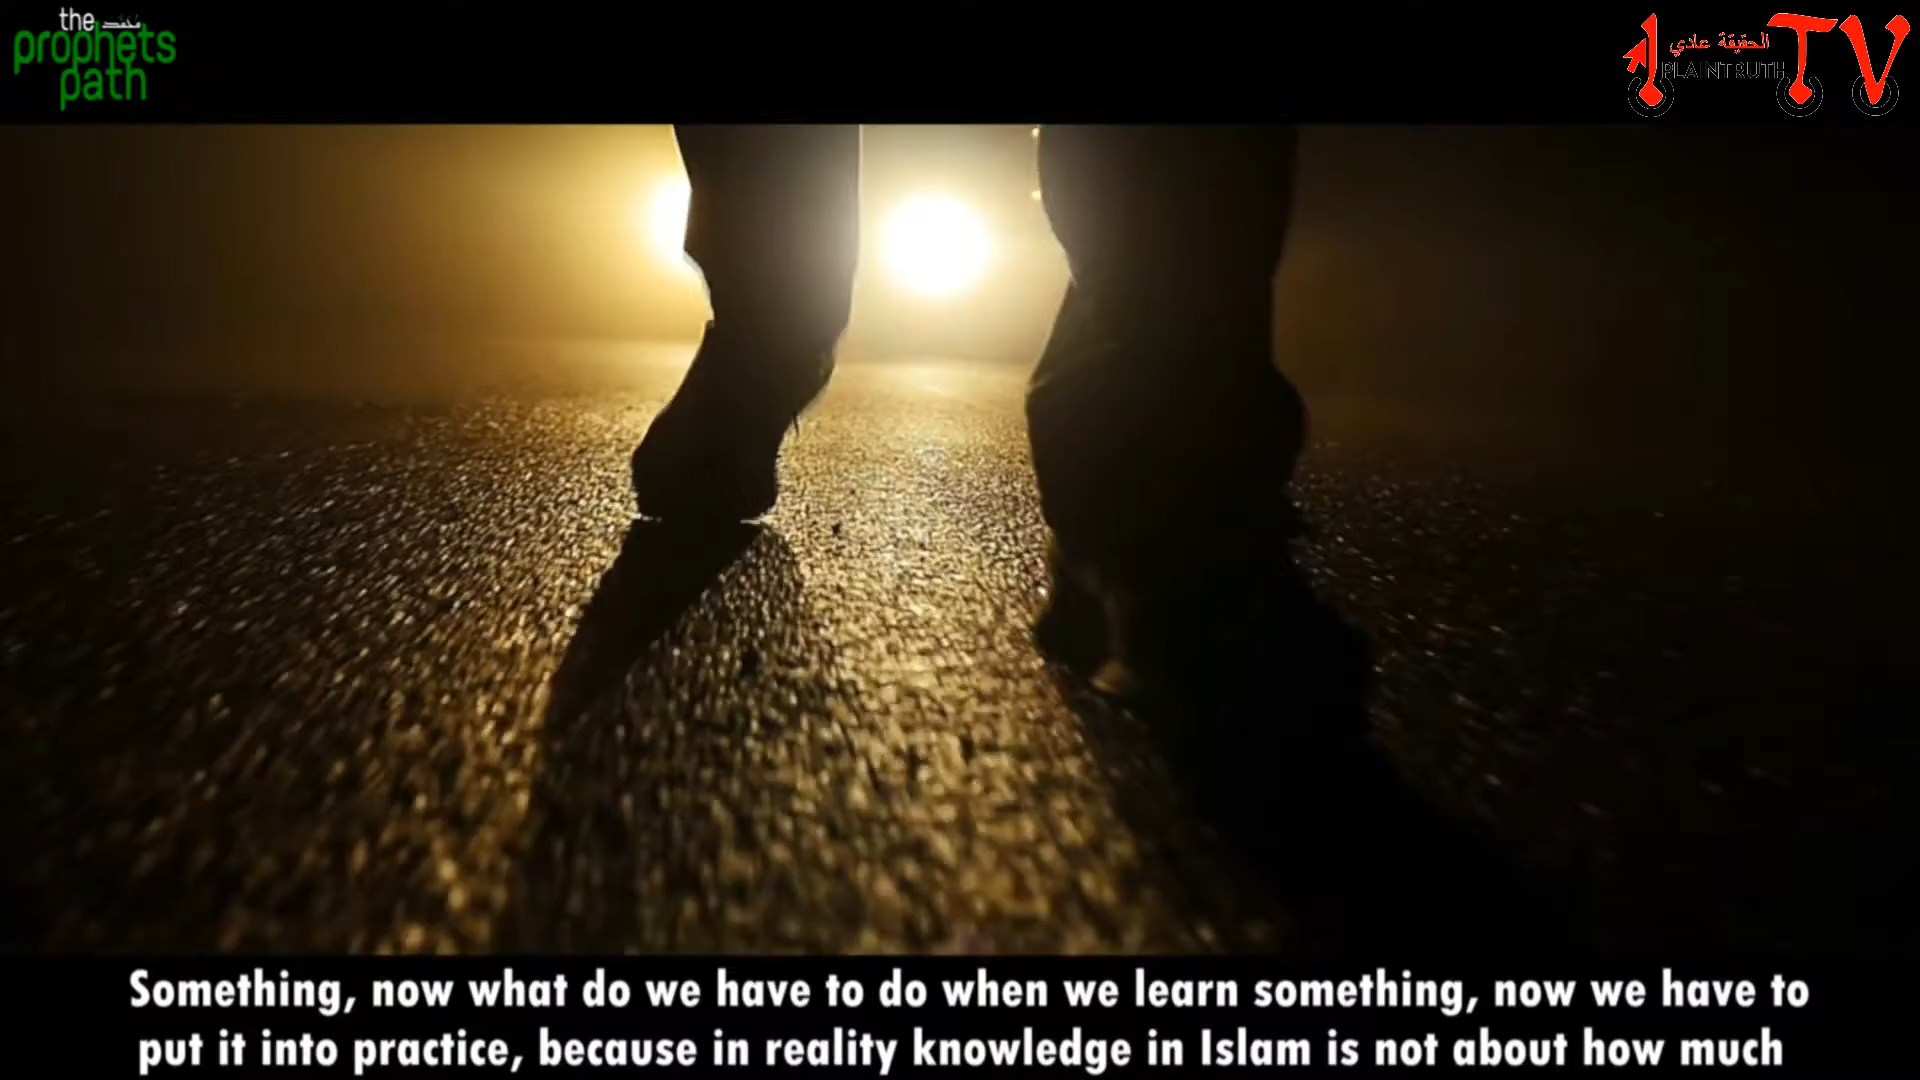 the محمد
prophets
path
الحقيقة عادي
PLAINTRUTH TV
Something, now what do we have to do when we learn something, now we have to
put it into practice, because in reality knowledge in Islam is not about how much